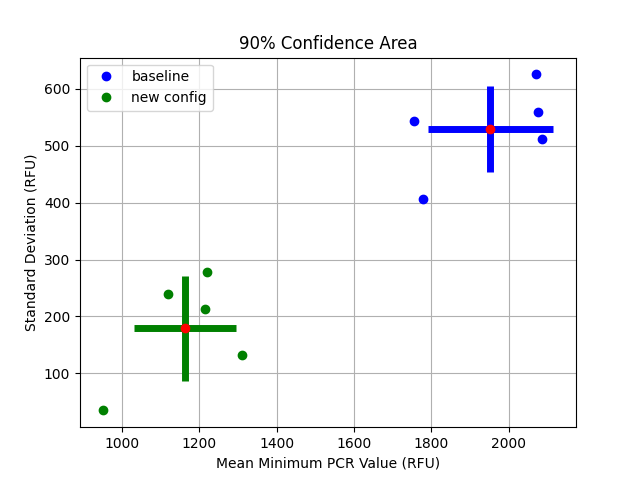 90% Confidence Area
baseline
new config
600
500
400
300
200
100
Standard Deviation (RFU)
1000 1200 1400 1600 1800 2000
Mean Minimum PCR Value (RFU)